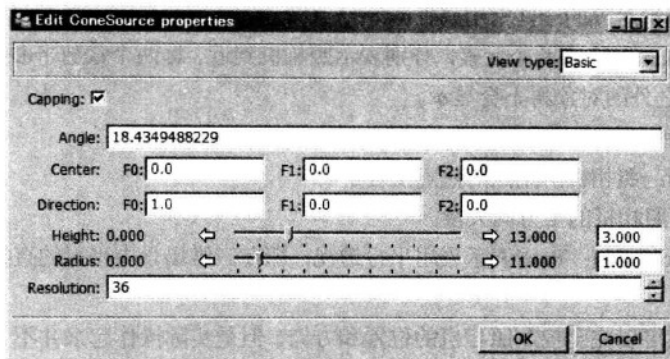 Edit ConeSource properties
View type: Basic
Capping:
Angle: 18.4349488229
Center: F0: 0.0 F1: 0.0 F2: 0.0
Direction: F0: 1.0 F1: 0.0 F2: 0.0
Height: 0.000 13.000 3.000
Radius: 0.000 11.000 1.000
Resolution: 36
OK Cancel